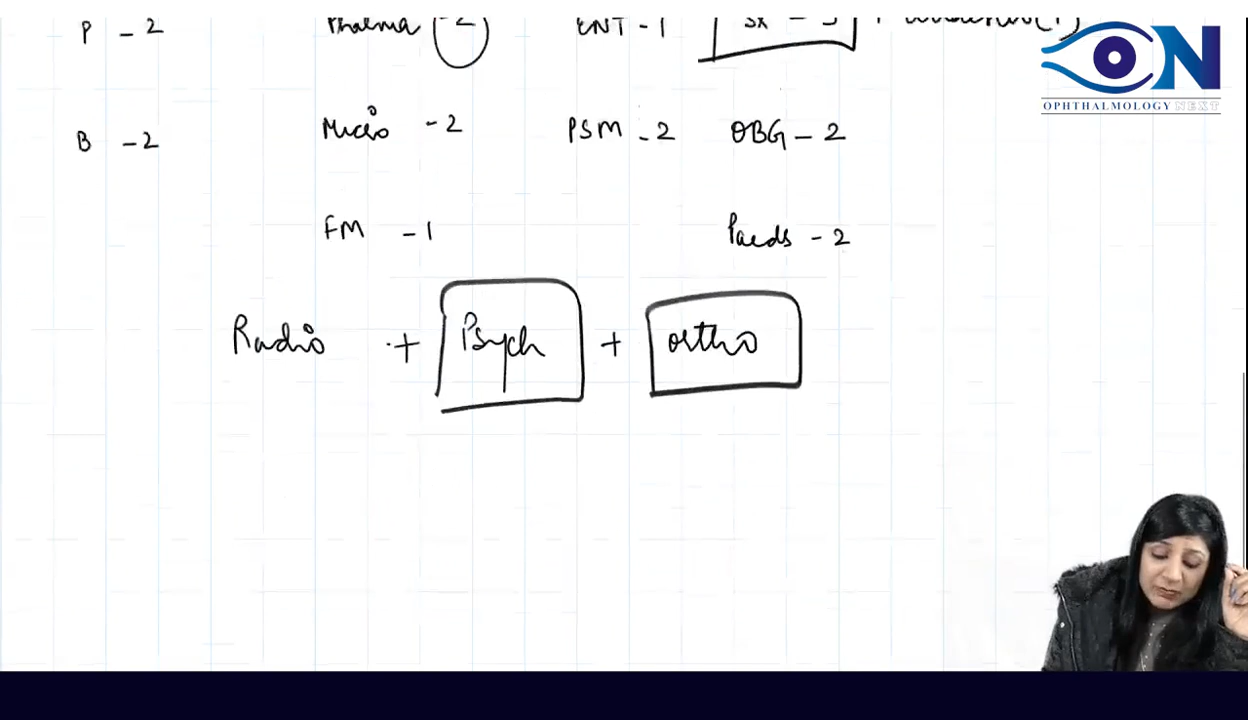 P - 2 Pharma - 2 ENT - 1 Sx - 3 +
ON
OPHTHALMOLOGY NEXT
B - 2 Micro - 2 PSM - 2 OBG - 2
FM - 1 Paeds - 2
Radio + Psych + Ortho